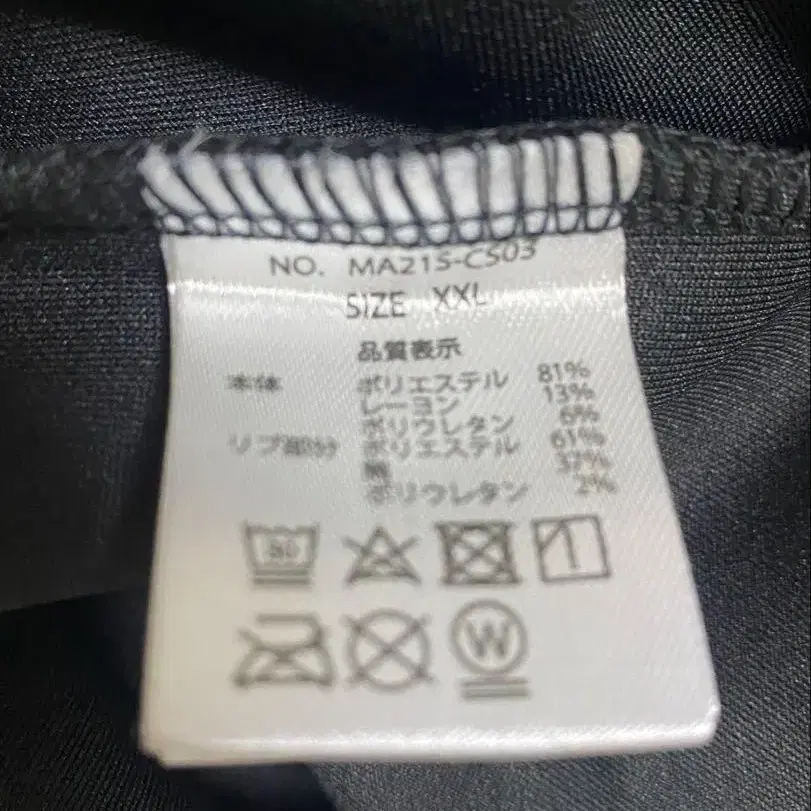 NO. MA21S-CS03
SIZE XXL
品質表示
本体 ポリエステル 81%
レーヨン 13%
ポリウレタン 6%
リブ部分 ポリエステル 61%
綿 37%
ポリウレタン 2%
30
W